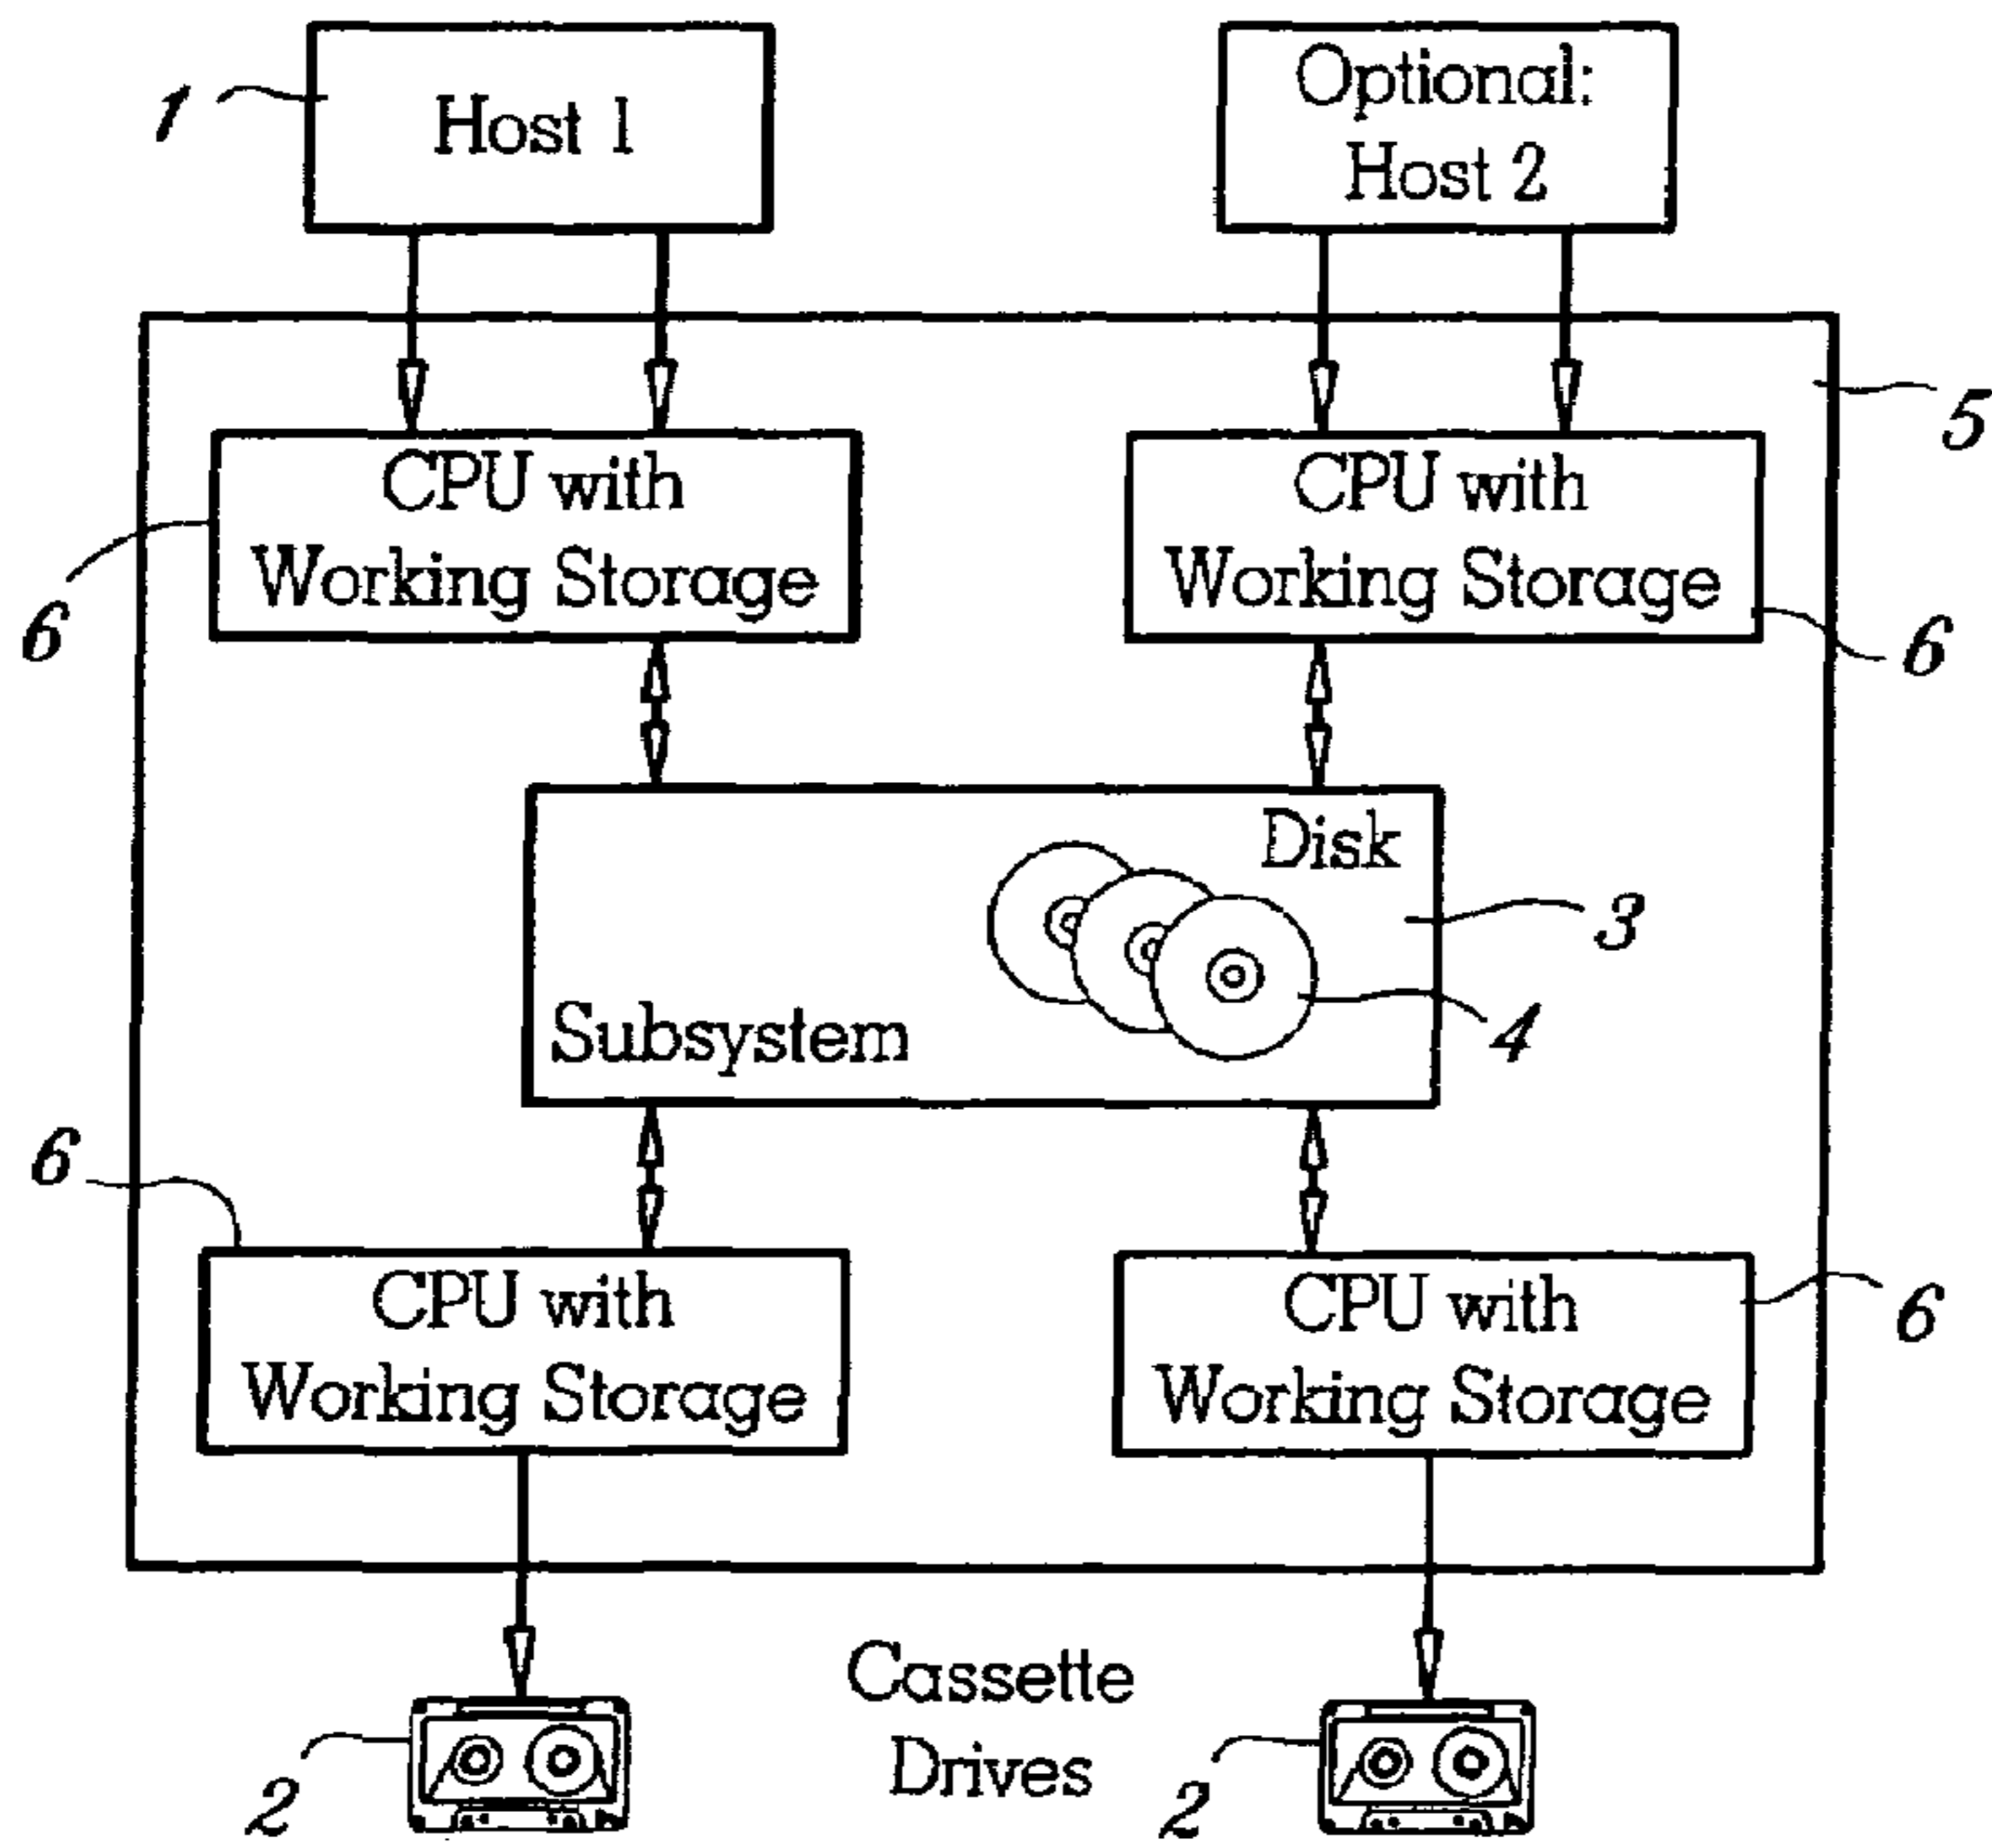 1
Host 1
Optional:
Host 2
5
CPU with
Working Storage
6
CPU with
Working Storage
6
Disk
3
Subsystem
4
6
CPU with
Working Storage
CPU with
Working Storage
6
Cassette
Drives
2
2